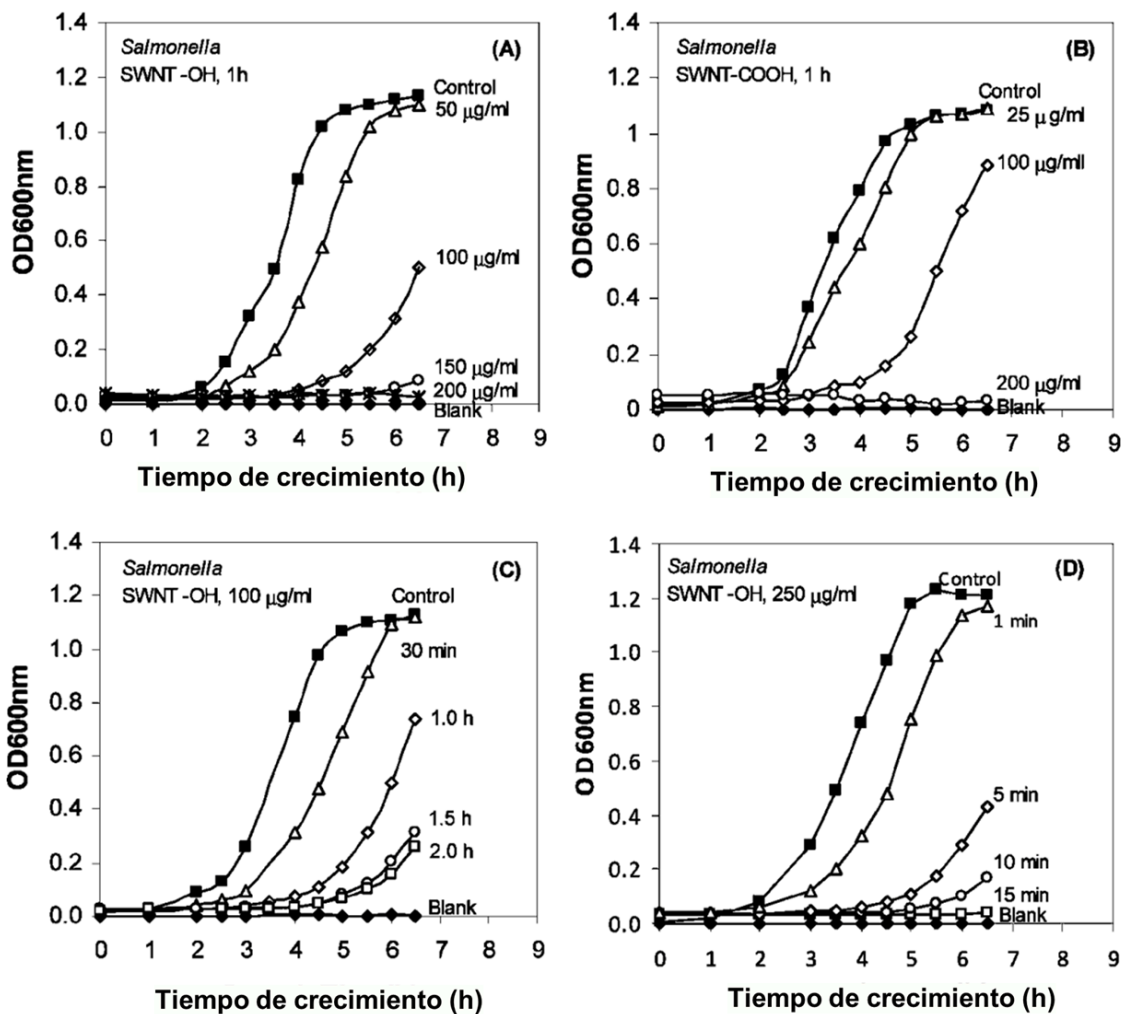 Salmonella
SWNT -OH, 1h
(A)
Control
50 µg/ml
100 µg/ml
150 µg/ml
200 µg/ml
Blank
OD600nm
1.4
1.2
1.0
0.8
0.6
0.4
0.2
0.0
0 1 2 3 4 5 6 7 8 9
Tiempo de crecimiento (h)
Salmonella
SWNT-COOH, 1 h
(B)
Control
25 µg/ml
100 µg/mll
200 µg/ml
Blank
OD600nm
1.4
1.2
1.0
0.8
0.6
0.4
0.2
0
0 1 2 3 4 5 6 7 8 9
Tiempo de crecimiento (h)
Salmonella
SWNT -OH, 100 µg/ml
(C)
Control
30 min
1.0 h
1.5 h
2.0 h
Blank
OD600nm
1.4
1.2
1.0
0.8
0.6
0.4
0.2
0.0
0 1 2 3 4 5 6 7 8 9
Tiempo de crecimiento (h)
Salmonella
SWNT -OH, 250 µg/ml
(D)
Control
1 min
5 min
10 min
15 min
Blank
OD600nm
1.4
1.2
1.0
0.8
0.6
0.4
0.2
0.0
0 1 2 3 4 5 6 7 8 9
Tiempo de crecimiento (h)